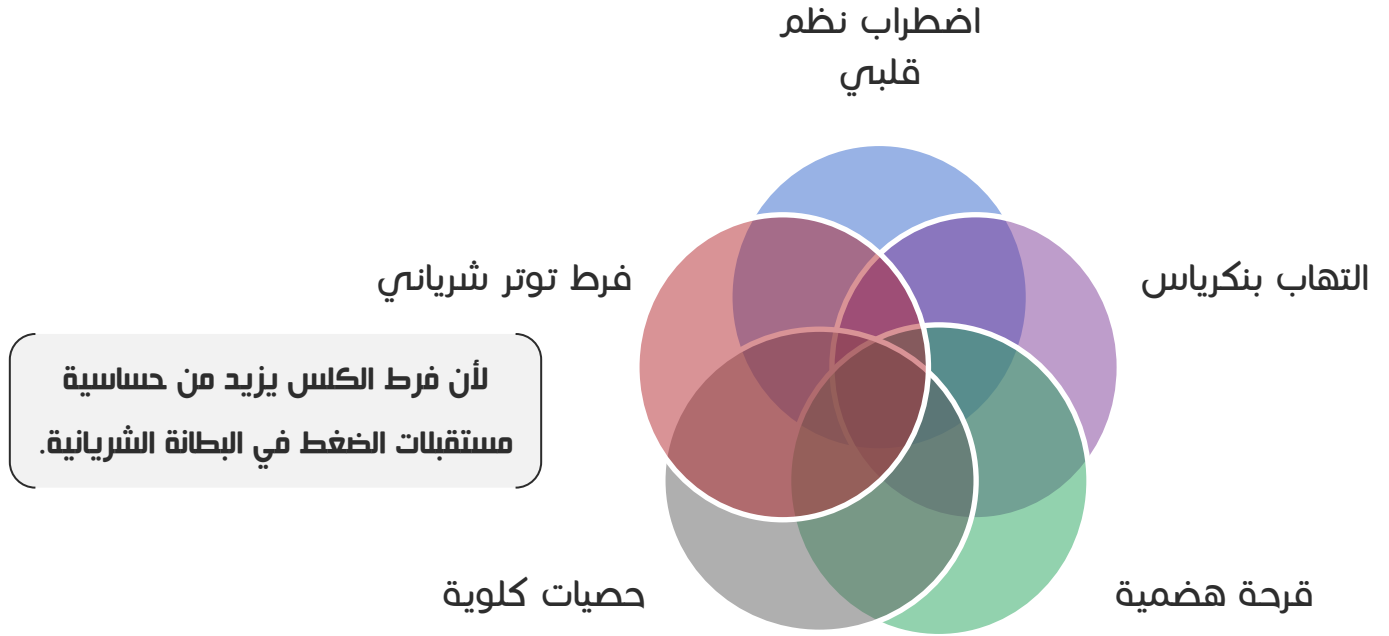 اضطراب نظم
قلبي
التهاب بنكرياس
فرط توتر شرياني
لأن فرط الكلس يزيد من حساسية
مستقبلات الضغط في البطانة الشريانية.
قرحة هضمية
حصيات كلوية